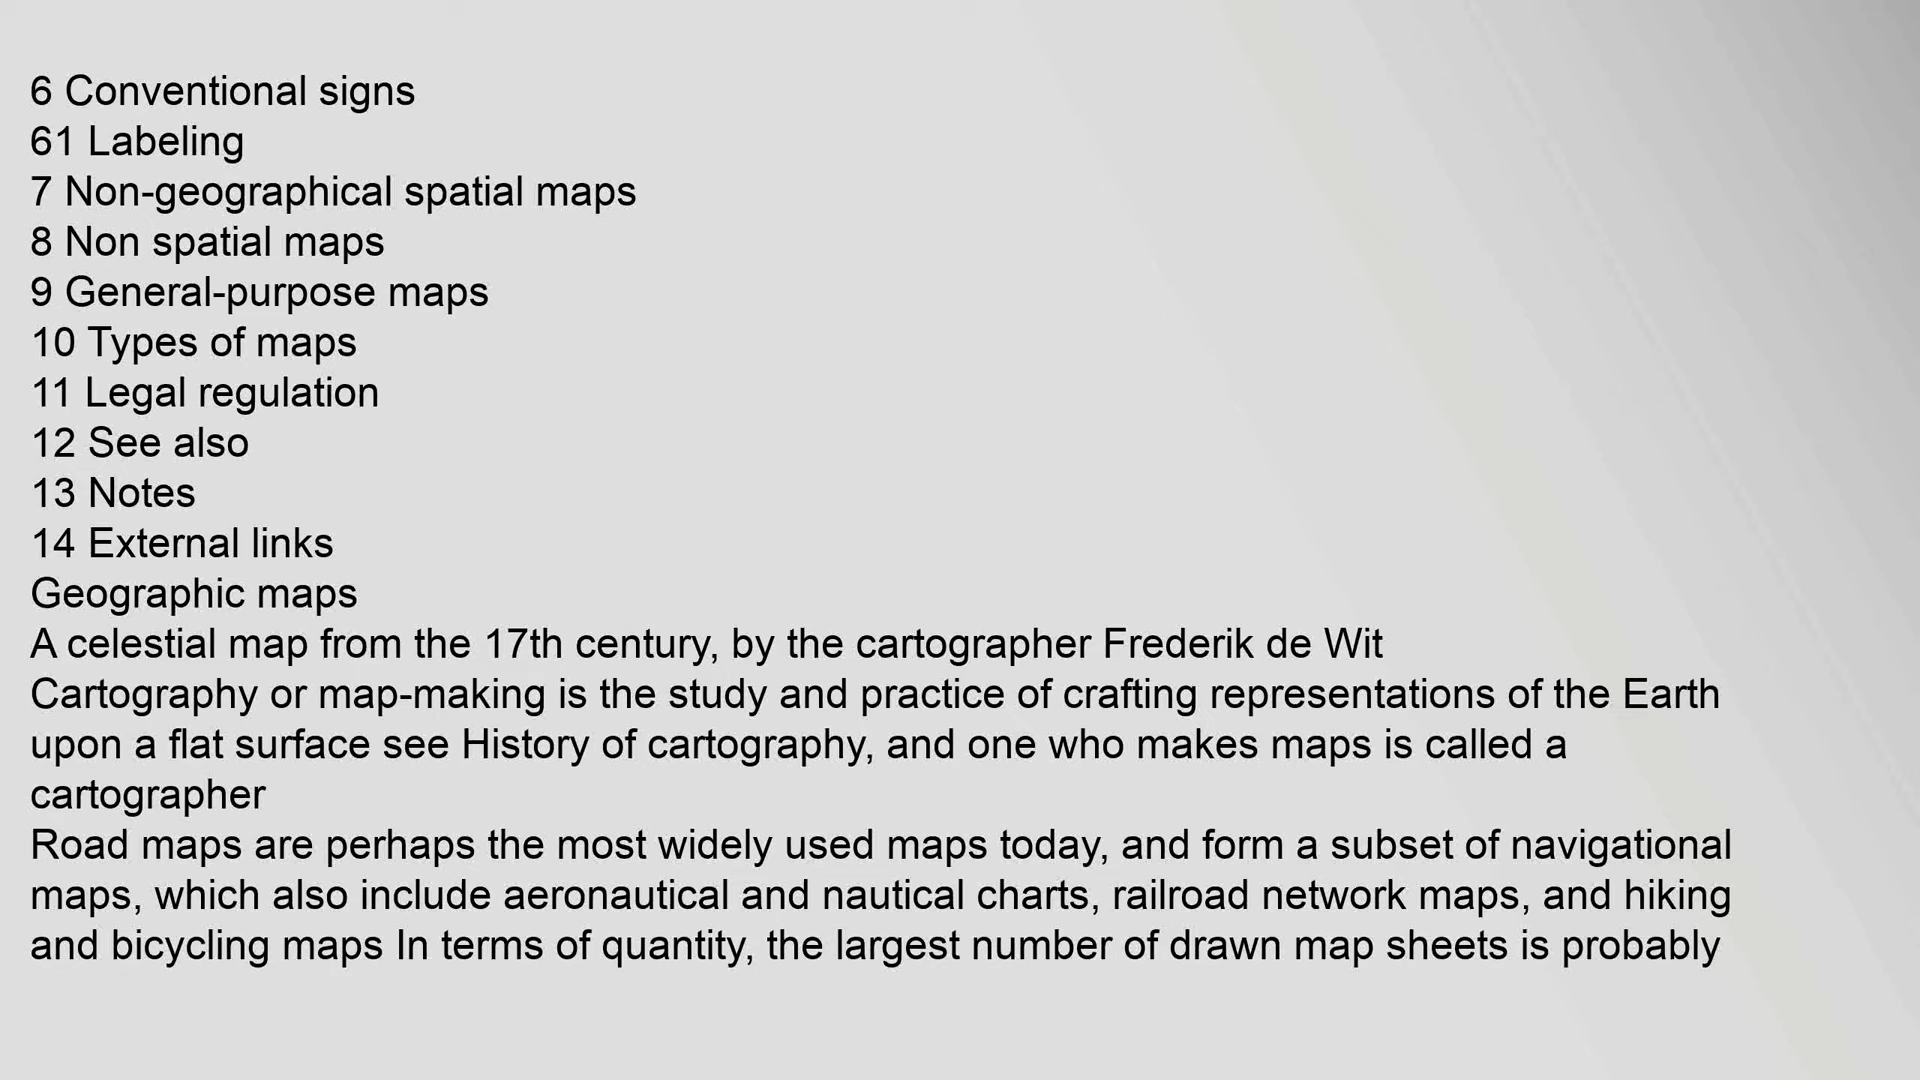 6 Conventional signs
61 Labeling
7 Non-geographical spatial maps
8 Non spatial maps
9 General-purpose maps
10 Types of maps
11 Legal regulation
12 See also
13 Notes
14 External links
Geographic maps
A celestial map from the 17th century, by the cartographer Frederik de Wit
Cartography or map-making is the study and practice of crafting representations of the Earth
upon a flat surface see History of cartography, and one who makes maps is called a
cartographer
Road maps are perhaps the most widely used maps today, and form a subset of navigational
maps, which also include aeronautical and nautical charts, railroad network maps, and hiking
and bicycling maps In terms of quantity, the largest number of drawn map sheets is probably